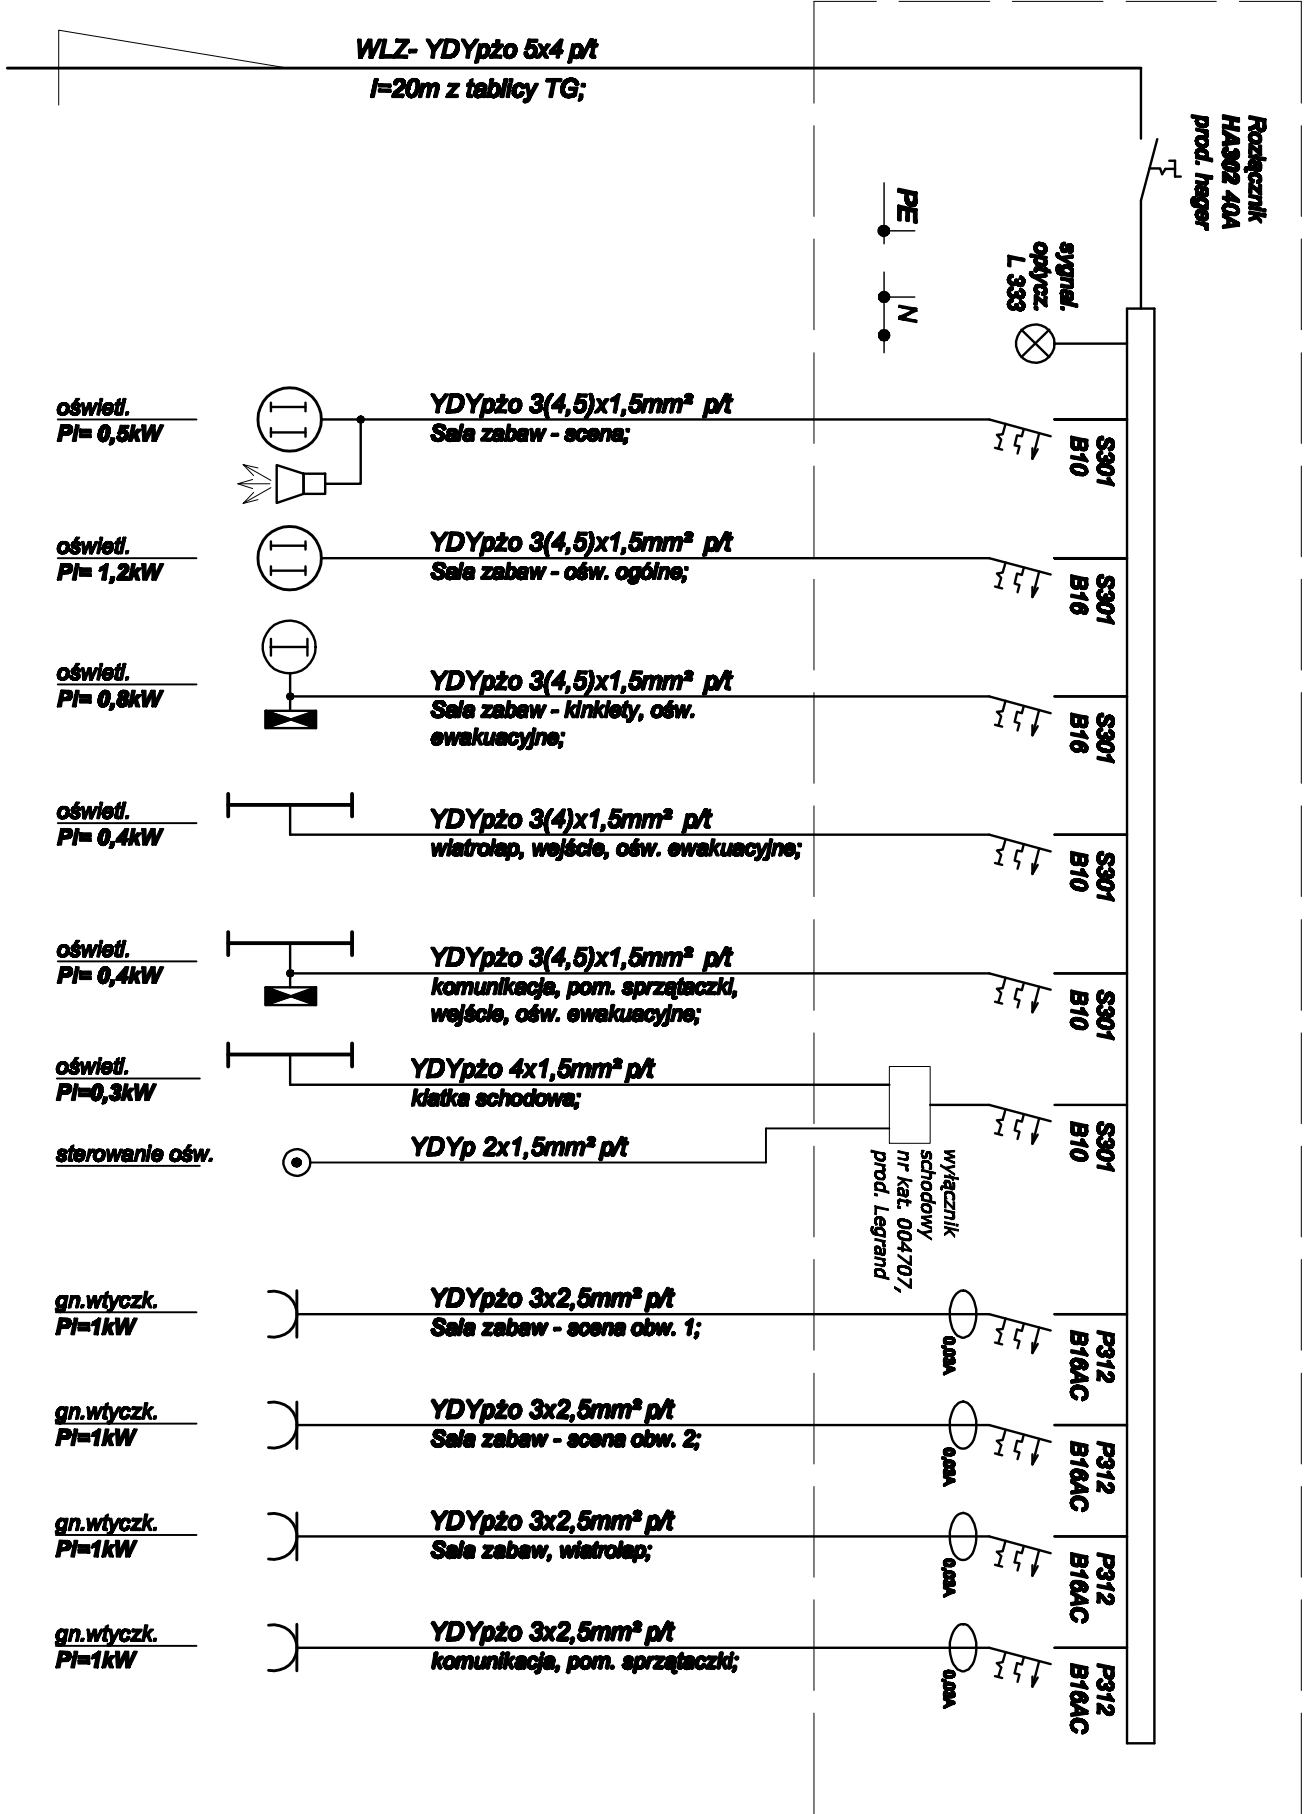 WLZ- YDYpżo 5x4 p/t
l=20m z tablicy TG;
Rozłącznik
HA302 40A
prod. hager
PE
N
sygnal.
optycz.
L 333
oświetl.
Pi= 0,5kW
YDYpżo 3(4,5)x1,5mm² p/t
Sala zabaw - scena;
S301
B10
oświetl.
Pi= 1,2kW
YDYpżo 3(4,5)x1,5mm² p/t
Sala zabaw - ośw. ogólne;
S301
B16
oświetl.
Pi= 0,8kW
YDYpżo 3(4,5)x1,5mm² p/t
Sala zabaw - kinkiety, ośw.
ewakuacyjne;
S301
B16
oświetl.
Pi= 0,4kW
YDYpżo 3(4)x1,5mm² p/t
wiatrołap, wejście, ośw. ewakuacyjne;
S301
B10
oświetl.
Pi= 0,4kW
YDYpżo 3(4,5)x1,5mm² p/t
komunikacja, pom. sprzątaczki,
wejście, ośw. ewakuacyjne;
S301
B10
oświetl.
Pi=0,3kW
YDYpżo 4x1,5mm² p/t
klatka schodowa;
S301
B10
sterowanie ośw.
YDYp 2x1,5mm² p/t
wyłącznik
schodowy
nr kat. 004707,
prod. Legrand
gn.wtyczk.
Pi=1kW
YDYpżo 3x2,5mm² p/t
Sala zabaw - scena obw. 1;
0,03A
P312
B16AC
gn.wtyczk.
Pi=1kW
YDYpżo 3x2,5mm² p/t
Sala zabaw - scena obw. 2;
0,03A
P312
B16AC
gn.wtyczk.
Pi=1kW
YDYpżo 3x2,5mm² p/t
Sala zabaw, wiatrołap;
0,03A
P312
B16AC
gn.wtyczk.
Pi=1kW
YDYpżo 3x2,5mm² p/t
komunikacja, pom. sprzątaczki;
0,03A
P312
B16AC